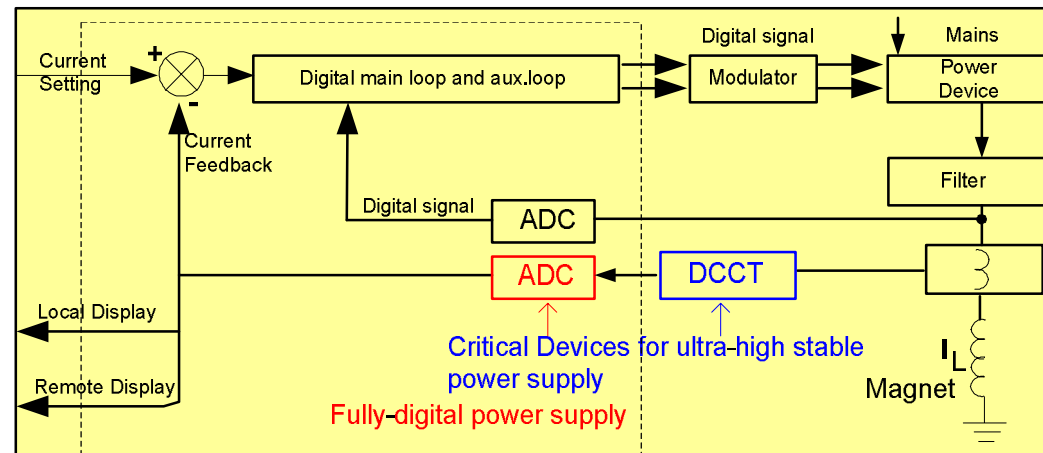 Current
Setting
+
-
Current
Feedback
Digital main loop and aux.loop
Digital signal
Modulator
Mains
Power
Device
Filter
Digital signal
ADC
ADC
DCCT
Local Display
Remote Display
Critical Devices for ultra-high stable
power supply
Fully-digital power supply
IL
Magnet